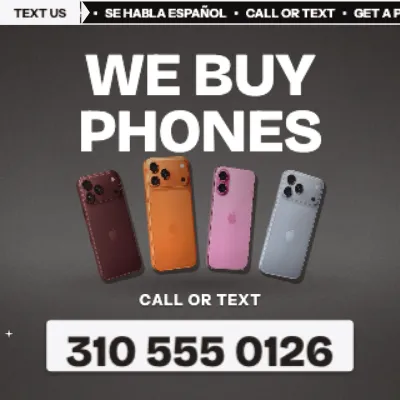 TEXT US • SE HABLA ESPAÑOL • CALL OR TEXT • GET A
WE BUY
PHONES
CALL OR TEXT
310 555 0126